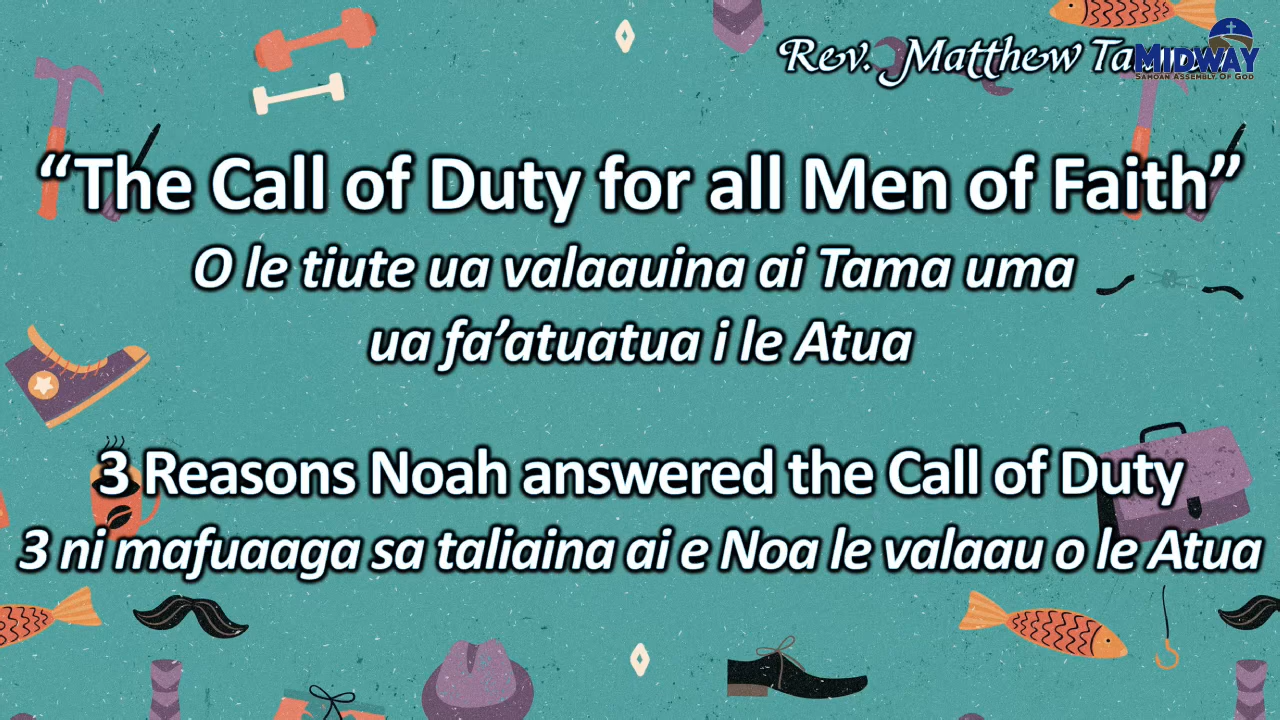 Rev. Matthew
MIDWAY
SAMOAN ASSEMBLY OF GOD
“The Call of Duty for all Men of Faith”
O le tiute ua valaauina ai Tama uma
ua fa’atuatua i le Atua
3 Reasons Noah answered the Call of Duty
3 ni mafuaaga sa taliaina ai e Noa le valaau o le Atua